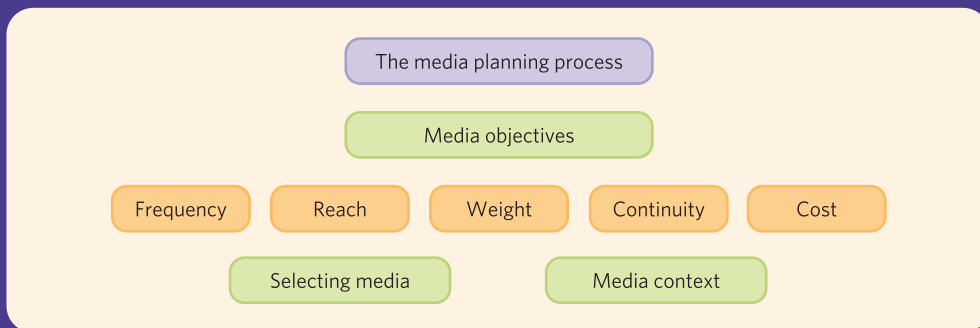 The media planning process
Media objectives
Frequency
Reach
Weight
Continuity
Cost
Selecting media
Media context